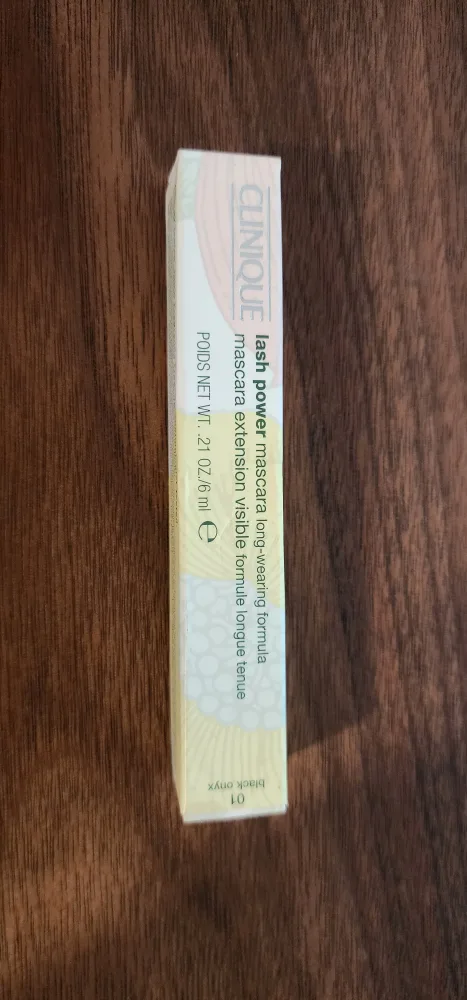 CLINIQUE
lash power mascara long-wearing formula
mascara extension visible formule longue tenue
POIDS NET WT. .21 OZ./6 ml ℮
01
black onyx